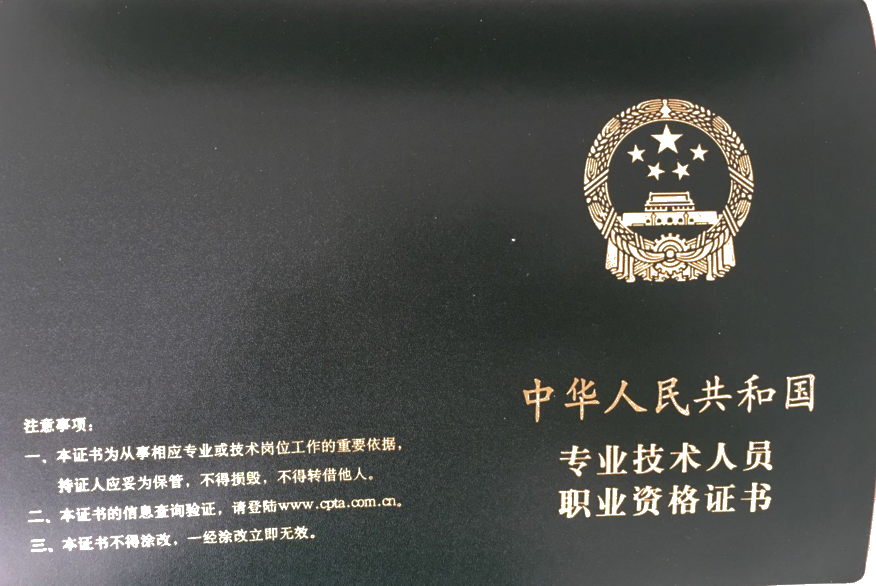 注意事项:
一、本证书为从事相应专业或技术岗位工作的重要依据,
持证人应妥为保管，不得损毁，不得转借他人。
二、本证书的信息查询验证，请登陆www.cpta.com.cn。
三、本证书不得涂改，一经涂改立即无效。
中华人民共和国
专业技术人员
职业资格证书